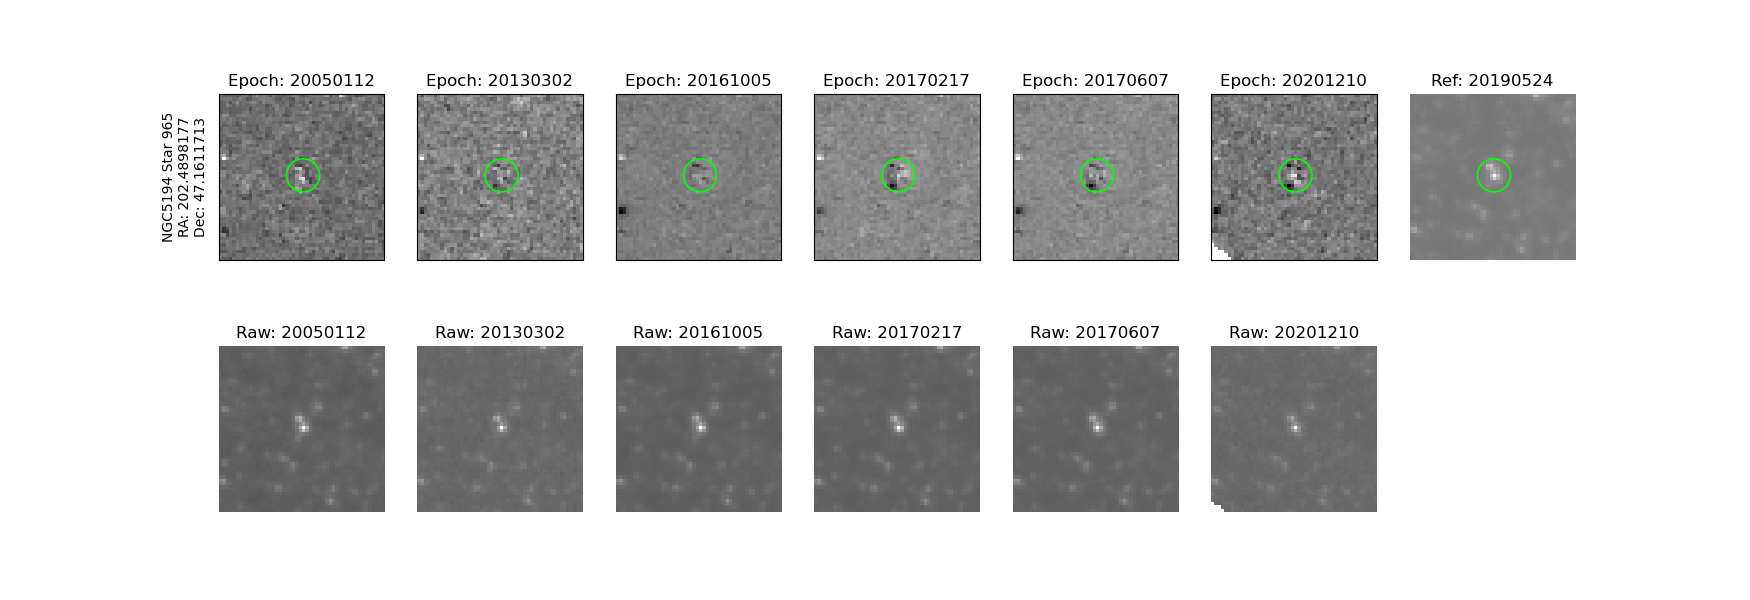 Epoch: 20050112
Epoch: 20130302
Epoch: 20161005
Epoch: 20170217
Epoch: 20170607
Epoch: 20201210
Ref: 20190524
NGC5194 Star 965
RA: 202.4898177
Dec: 47.1611713
Raw: 20050112
Raw: 20130302
Raw: 20161005
Raw: 20170217
Raw: 20170607
Raw: 20201210